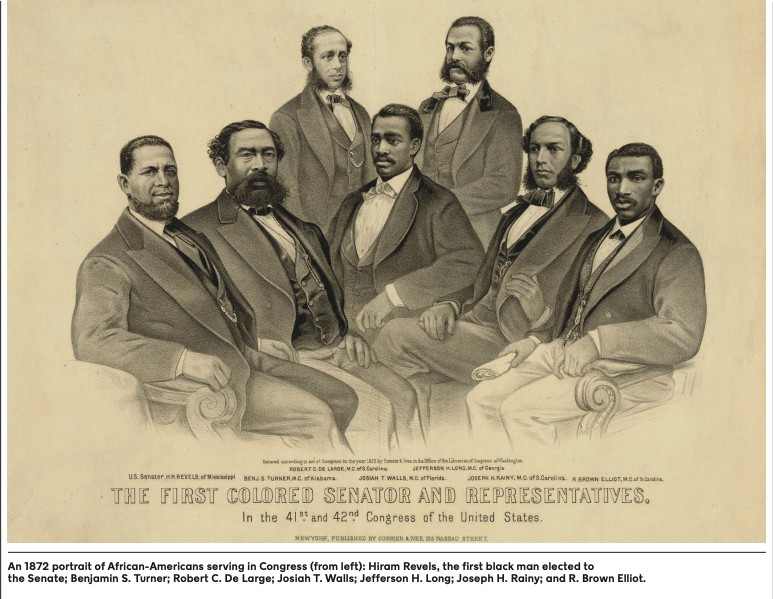 Entered according to act of Congress in the year 1872 by Currier & Ives, in the Office of the Librarian of Congress at Washington.
ROBERT C. DE LARGE, M.C. of S. Carolina. JEFFERSON H. LONG, M.C. of Georgia
U.S. Senator H.R. REVELS, of Mississippi BENJ. S. TURNER, M.C. of Alabama. JOSIAH T. WALLS, M.C. of Florida. JOSEPH H. RAINY, M.C. of S. Carolina. R. BROWN ELLIOT, M.C. of S. Carolina.
THE FIRST COLORED SENATOR AND REPRESENTATIVES,
In the 41st and 42nd Congress of the United States.
NEW YORK, PUBLISHED BY CURRIER & IVES, 125 NASSAU STREET.
An 1872 portrait of African-Americans serving in Congress (from left): Hiram Revels, the first black man elected to
the Senate; Benjamin S. Turner; Robert C. De Large; Josiah T. Walls; Jefferson H. Long; Joseph H. Rainy; and R. Brown Elliot.